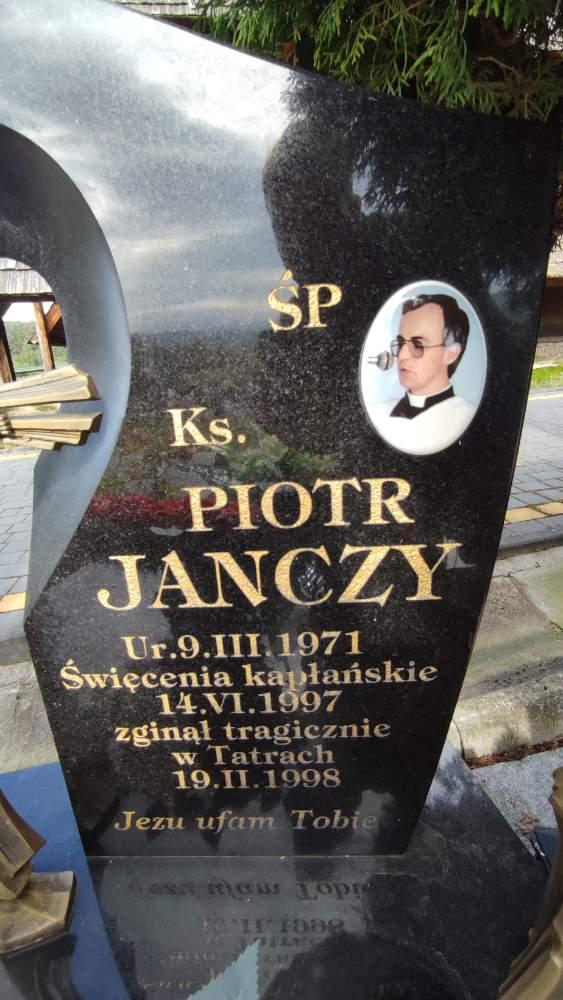 ŚP
Ks.
PIOTR
JANCZY
Ur.9.III.1971
Święcenia kapłańskie
14.VI.1997
zginał tragicznie
w Tatrach
19.II.1998
Jezu ufam Tobie